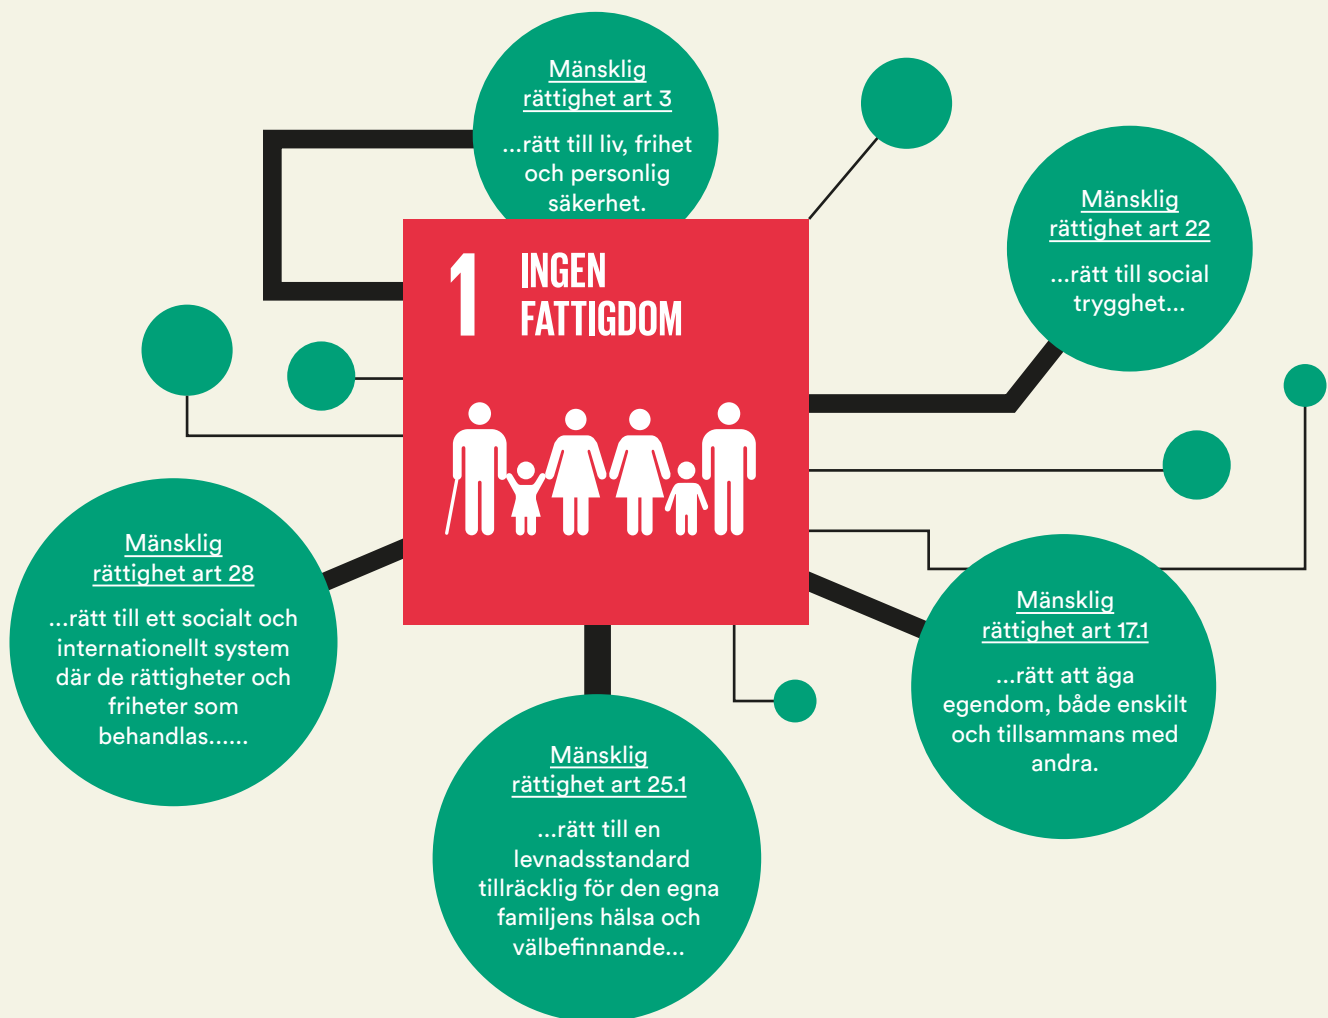 Mänsklig
rättighet art 3
...rätt till liv, frihet
och personlig
säkerhet.
1 INGEN
FATTIGDOM
Mänsklig
rättighet art 22
...rätt till social
trygghet...
Mänsklig
rättighet art 28
...rätt till ett socialt och
internationellt system
där de rättigheter och
friheter som
behandlas......
Mänsklig
rättighet art 17.1
...rätt att äga
egendom, både enskilt
och tillsammans med
andra.
Mänsklig
rättighet art 25.1
...rätt till en
levnadsstandard
tillräcklig för den egna
familjens hälsa och
välbefinnande...